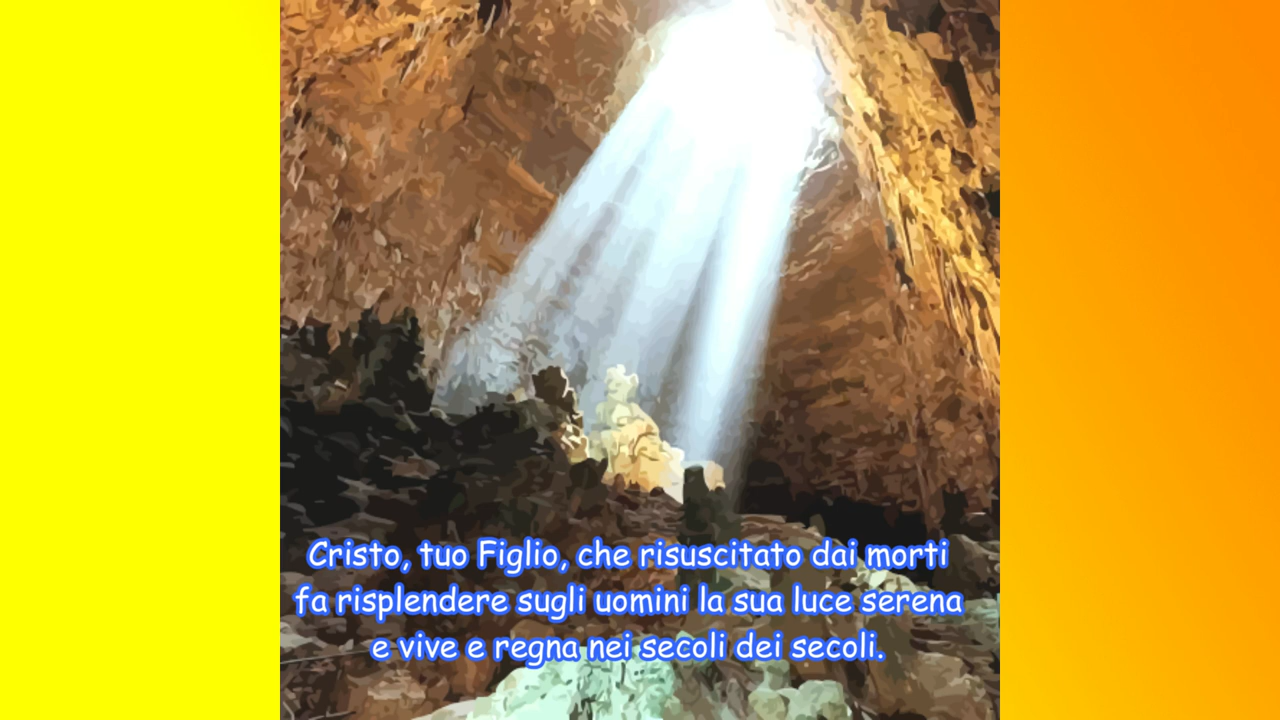 Cristo, tuo Figlio, che risuscitato dai morti
fa risplendere sugli uomini la sua luce serena
e vive e regna nei secoli dei secoli.